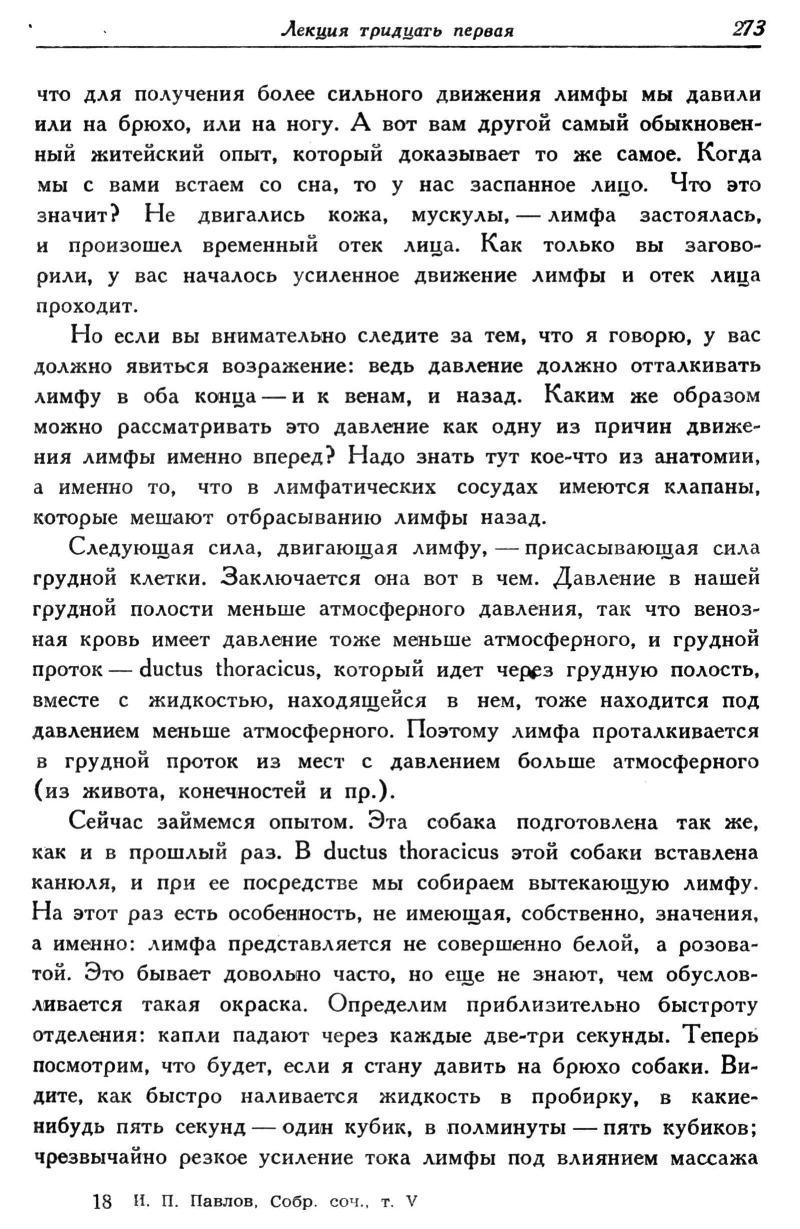 Лекция тридцать первая 273
что для получения более сильного движения лимфы мы давили
или на брюхо, или на ногу. А вот вам другой самый обыкновен-
ный житейский опыт, который доказывает то же самое. Когда
мы с вами встаем со сна, то у нас заспанное лицо. Что это
значит? Не двигались кожа, мускулы, — лимфа застоялась,
и произошел временный отек лица. Как только вы загово-
рили, у вас началось усиленное движение лимфы и отек лица
проходит.
Но если вы внимательно следите за тем, что я говорю, у вас
должно явиться возражение: ведь давление должно отталкивать
лимфу в оба конца — и к венам, и назад. Каким же образом
можно рассматривать это давление как одну из причин движе-
ния лимфы именно вперед? Надо знать тут кое-что из анатомии,
а именно то, что в лимфатических сосудах имеются клапаны,
которые мешают отбрасыванию лимфы назад.
Следующая сила, двигающая лимфу, — присасывающая сила
грудной клетки. Заключается она вот в чем. Давление в нашей
грудной полости меньше атмосферного давления, так что веноз-
ная кровь имеет давление тоже меньше атмосферного, и грудной
проток — ductus thoracicus, который идет через грудную полость,
вместе с жидкостью, находящейся в нем, тоже находится под
давлением меньше атмосферного. Поэтому лимфа проталкивается
в грудной проток из мест с давлением больше атмосферного
(из живота, конечностей и пр.).
Сейчас займемся опытом. Эта собака подготовлена так же,
как и в прошлый раз. В ductus thoracicus этой собаки вставлена
канюля, и при ее посредстве мы собираем вытекающую лимфу.
На этот раз есть особенность, не имеющая, собственно, значения,
а именно: лимфа представляется не совершенно белой, а розова-
той. Это бывает довольно часто, но еще не знают, чем обуслов-
ливается такая окраска. Определим приблизительно быстроту
отделения: капли падают через каждые две-три секунды. Теперь
посмотрим, что будет, если я стану давить на брюхо собаки. Ви-
дите, как быстро наливается жидкость в пробирку, в какие-
нибудь пять секунд — один кубик, в полминуты — пять кубиков;
чрезвычайно резкое усиление тока лимфы под влиянием массажа
18 И. П. Павлов, Собр. соч., т. V